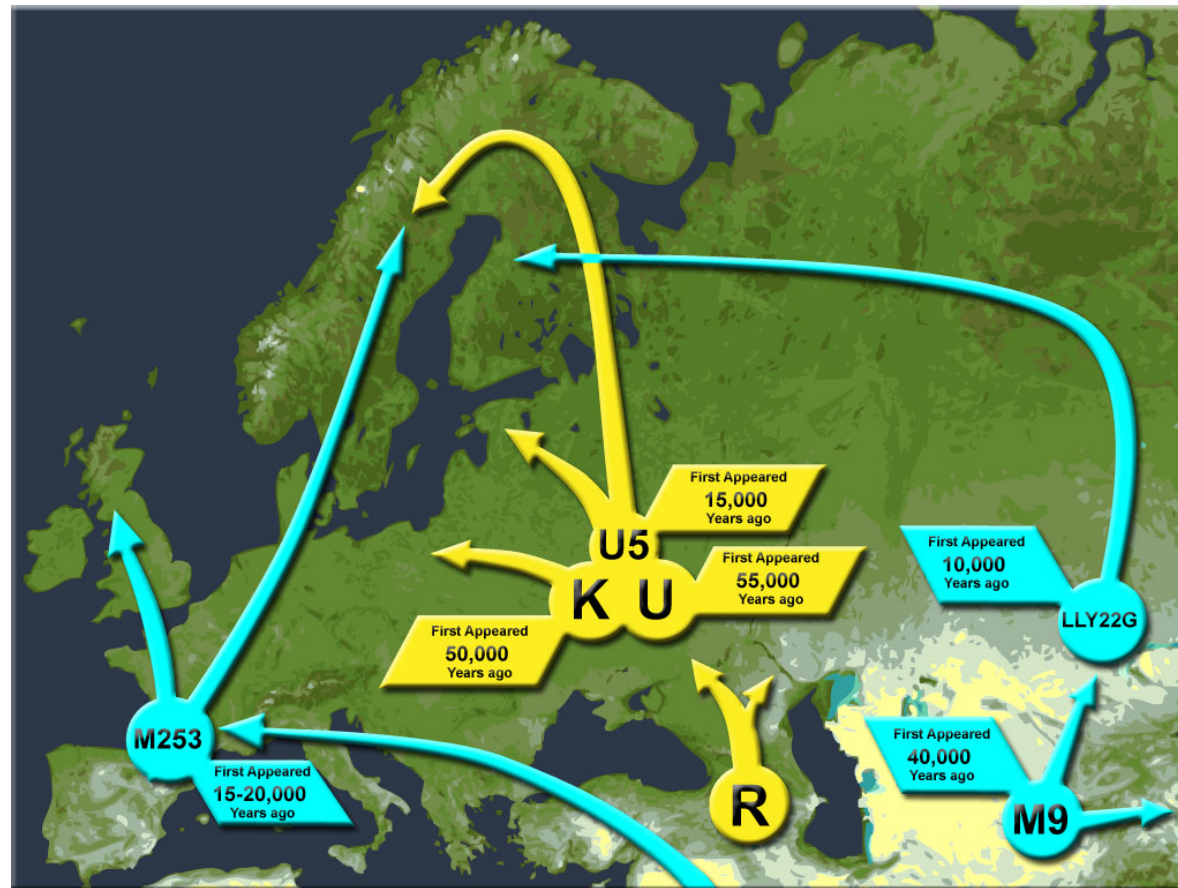 First Appeared
15,000
Years ago
U5
First Appeared
10,000
Years ago
First Appeared
55,000
Years ago
K U
LLY22G
First Appeared
50,000
Years ago
M253
First Appeared
40,000
Years ago
First Appeared
15-20,000
Years ago
R
M9